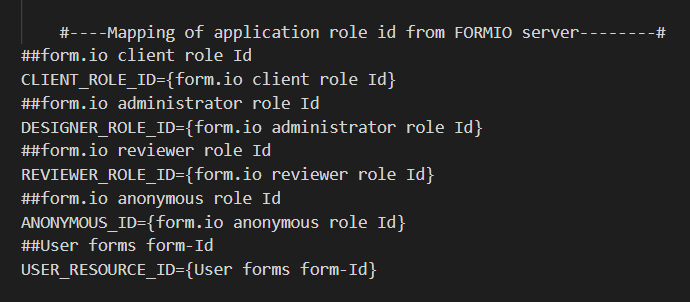 #----Mapping of application role id from FORMIO server--------#
##form.io client role Id
CLIENT_ROLE_ID={form.io client role Id}
##form.io administrator role Id
DESIGNER_ROLE_ID={form.io administrator role Id}
##form.io reviewer role Id
REVIEWER_ROLE_ID={form.io reviewer role Id}
##form.io anonymous role Id
ANONYMOUS_ID={form.io anonymous role Id}
##User forms form-Id
USER_RESOURCE_ID={User forms form-Id}